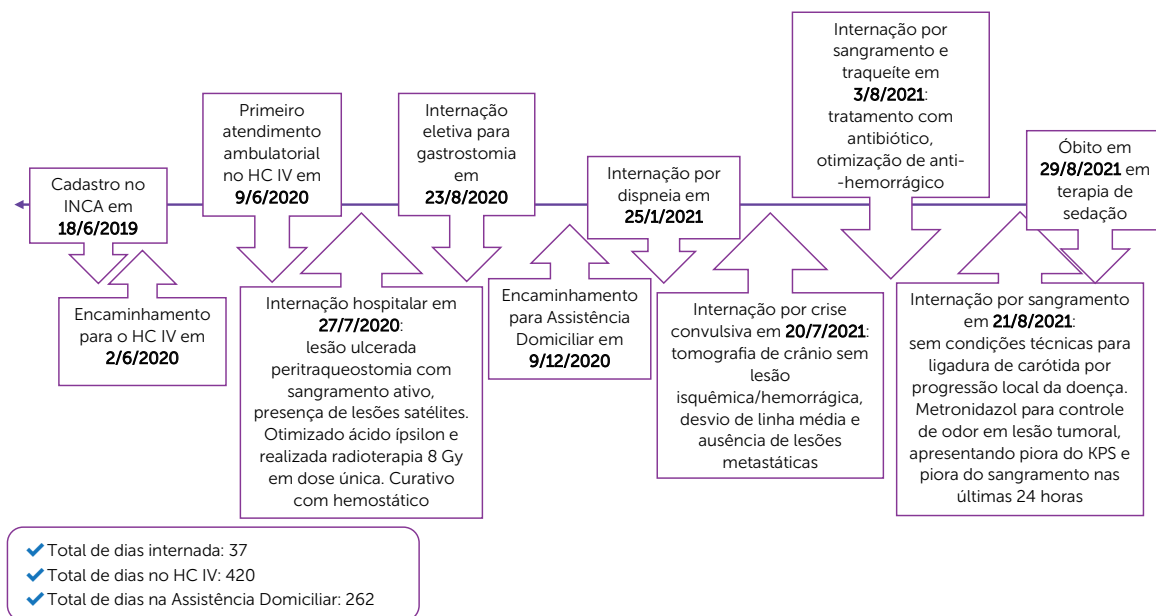 Cadastro no
INCA em
18/6/2019
Encaminhamento
para o HC IV em
2/6/2020
Primeiro
atendimento
ambulatorial
no HC IV em
9/6/2020
Internação hospitalar em
27/7/2020:
lesão ulcerada
peritraqueostomia com
sangramento ativo,
presença de lesões satélites.
Otimizado ácido ípsilon e
realizada radioterapia 8 Gy
em dose única. Curativo
com hemostático
Internação
eletiva para
gastrostomia
em
23/8/2020
Encaminhamento
para Assistência
Domiciliar em
9/12/2020
Internação por
dispneia em
25/1/2021
Internação por crise
convulsiva em 20/7/2021:
tomografia de crânio sem
lesão
isquêmica/hemorrágica,
desvio de linha média e
ausência de lesões
metastáticas
Internação por
sangramento e
traqueíte em
3/8/2021:
tratamento com
antibiótico,
otimização de anti-
-hemorrágico
Internação por sangramento
em 21/8/2021:
sem condições técnicas para
ligadura de carótida por
progressão local da doença.
Metronidazol para controle
de odor em lesão tumoral,
apresentando piora do KPS e
piora do sangramento nas
últimas 24 horas
Óbito em
29/8/2021 em
terapia de
sedação
Total de dias internada: 37
Total de dias no HC IV: 420
Total de dias na Assistência Domiciliar: 262